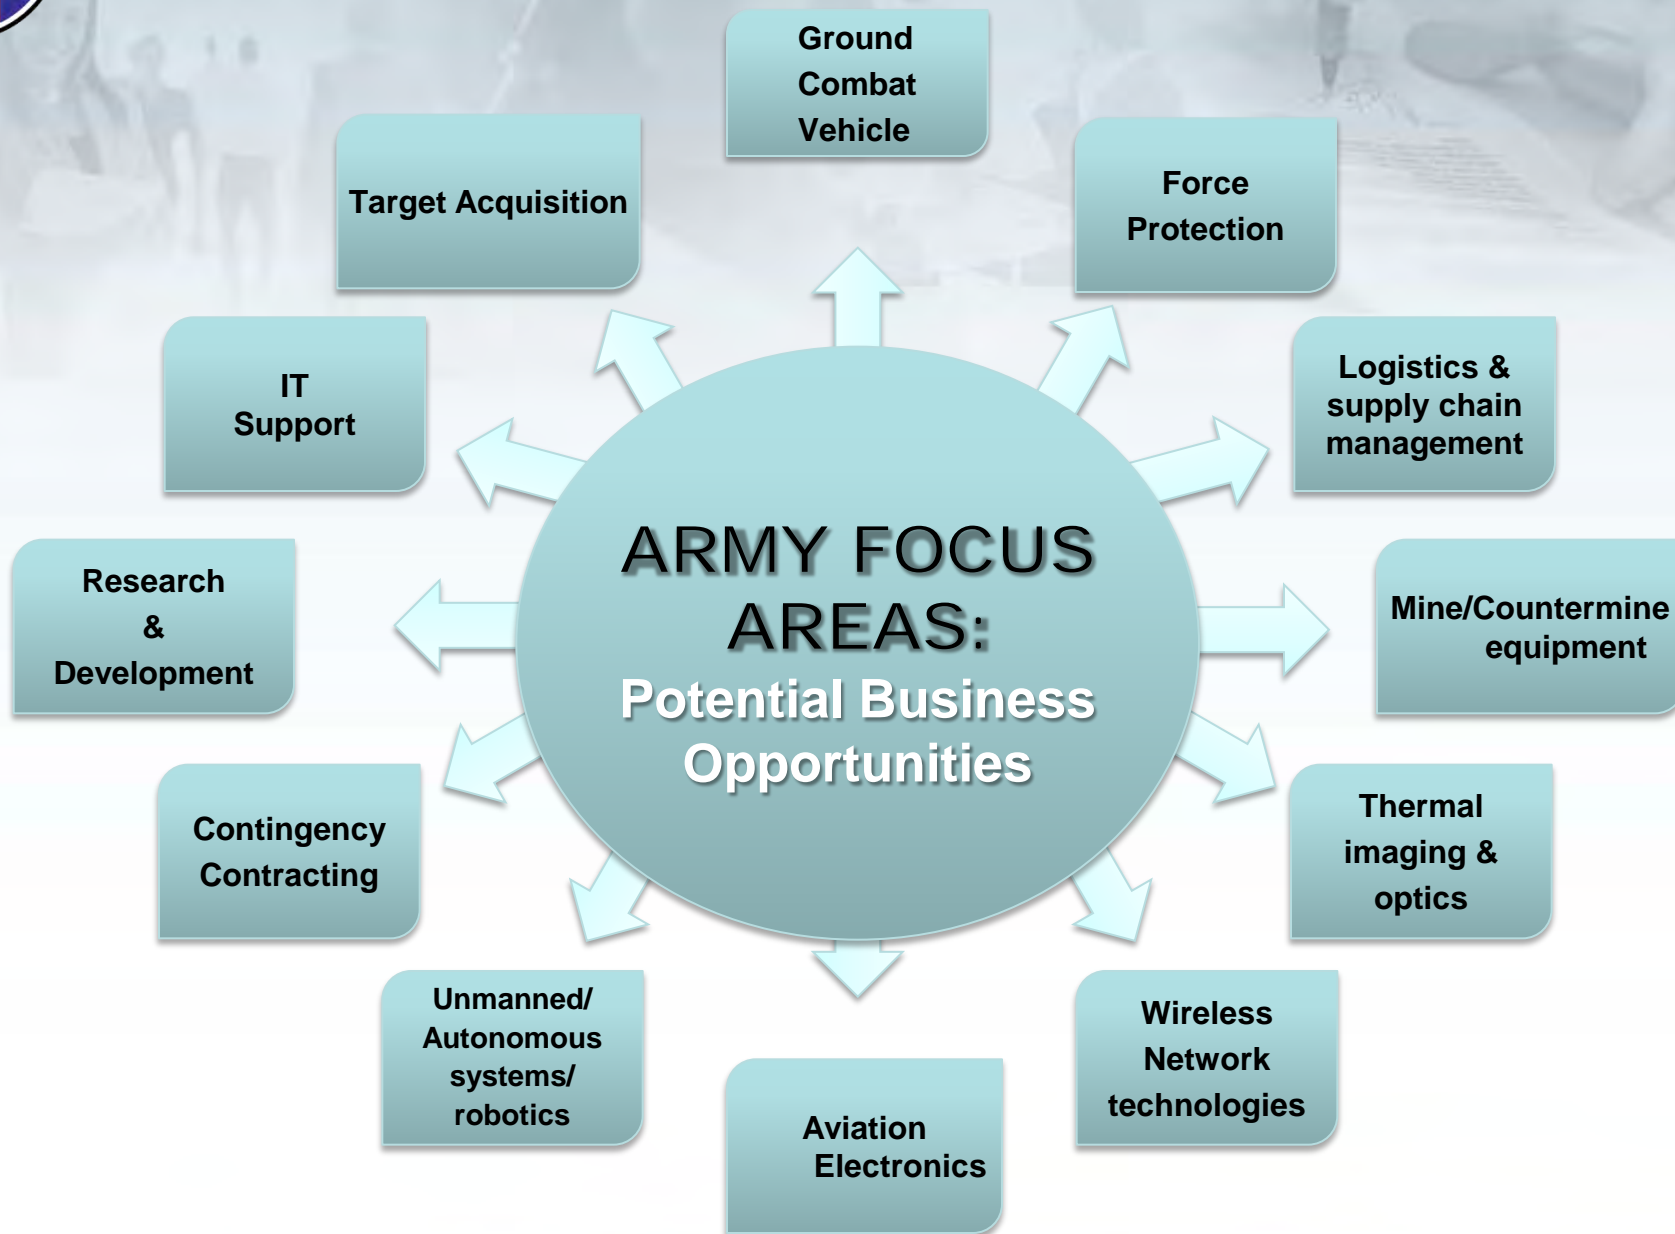 Ground
Combat
Vehicle
Target Acquisition
Force
Protection
IT
Support
Logistics &
supply chain
management
ARMY FOCUS
AREAS:
Potential Business
Opportunities
Research
&
Development
Mine/Countermine
equipment
Contingency
Contracting
Thermal
imaging &
optics
Unmanned/
Autonomous
systems/
robotics
Wireless
Network
technologies
Aviation
Electronics